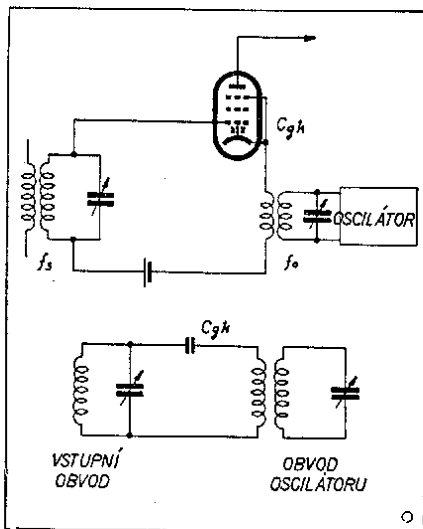 Cgk
OSCILÁTOR
fs
fo
Cgk
VSTUPNÍ
OBVOD
OBVOD
OSCILÁTORU